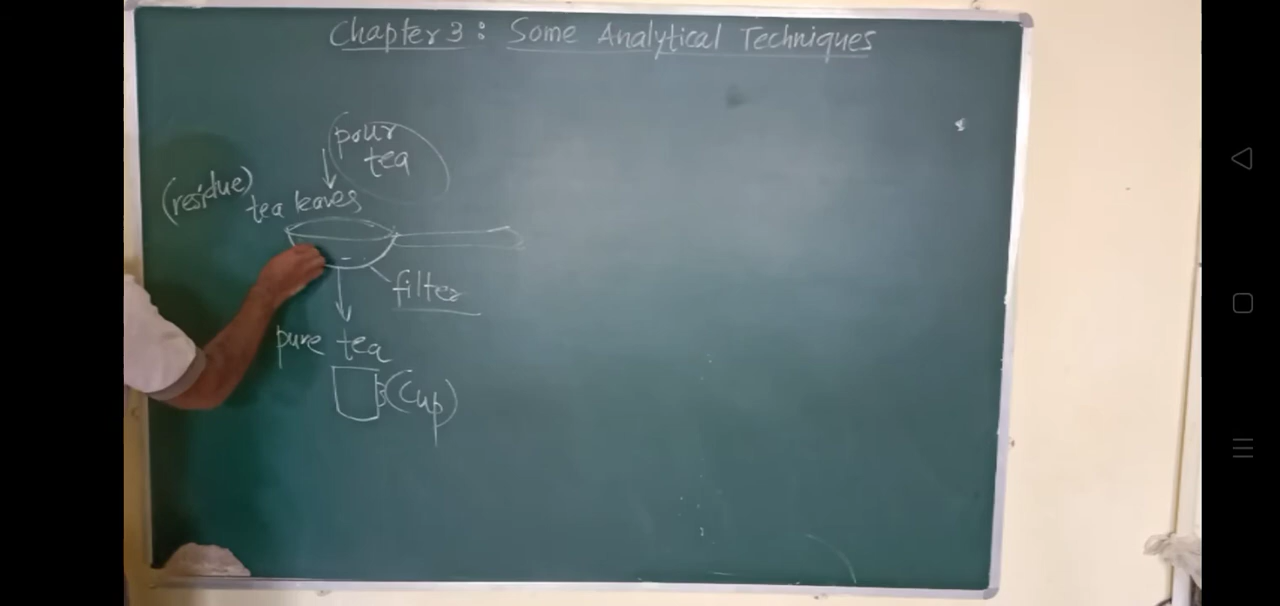 Chapter 3 : Some Analytical Techniques
pour
tea
(residue)
tea leaves
filter
pure tea
(Cup)